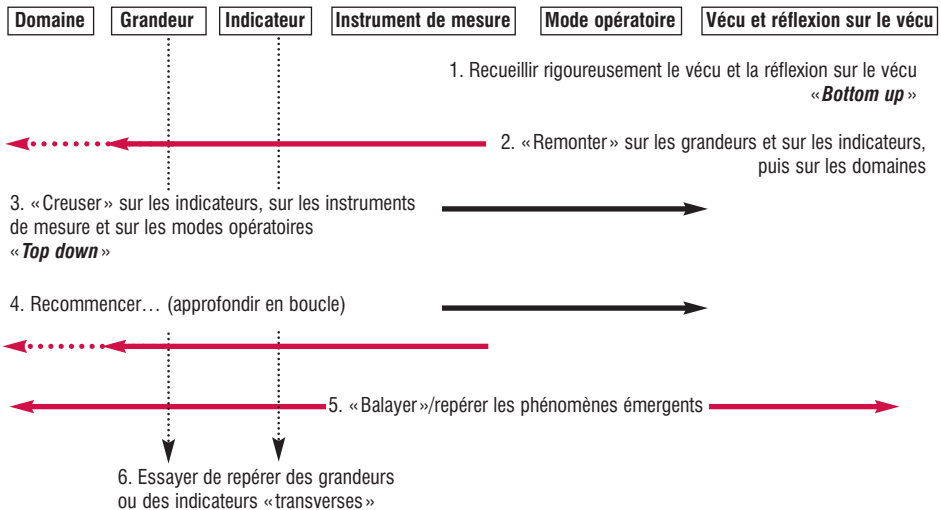 Domaine Grandeur Indicateur Instrument de mesure Mode opératoire Vécu et réflexion sur le vécu
1. Recueillir rigoureusement le vécu et la réflexion sur le vécu
«Bottom up»
2. «Remonter» sur les grandeurs et sur les indicateurs,
puis sur les domaines
3. «Creuser» sur les indicateurs, sur les instruments
de mesure et sur les modes opératoires
«Top down»
4. Recommencer… (approfondir en boucle)
5. «Balayer»/repérer les phénomènes émergents
6. Essayer de repérer des grandeurs
ou des indicateurs «transverses»